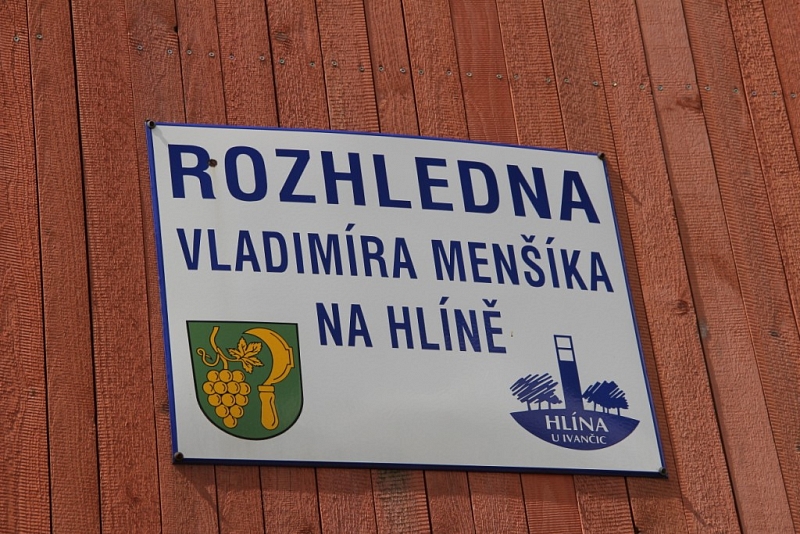 ROZHLEDNA
VLADIMÍRA MENŠÍKA
NA HLÍNĚ
HLÍNA
U IVANČIC